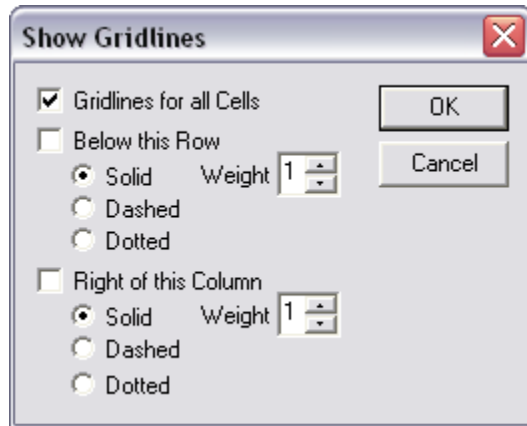 Show Gridlines
Gridlines for all Cells
OK
Below this Row
Cancel
Solid Weight 1
Dashed
Dotted
Right of this Column
Solid Weight 1
Dashed
Dotted